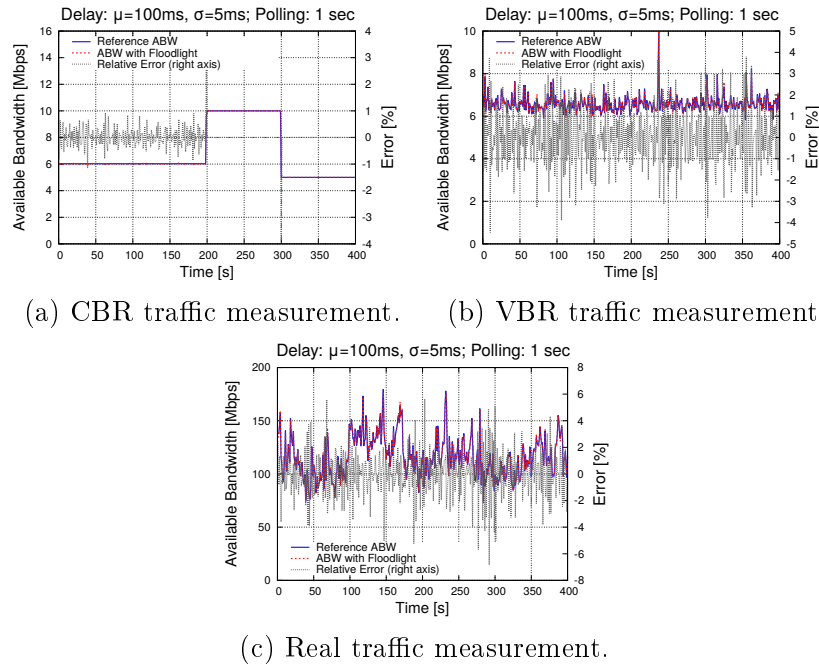 Delay: μ=100ms, σ=5ms; Polling: 1 sec
Available Bandwidth [Mbps]
16
14
12
10
8
6
4
2
0
Reference ABW
ABW with Floodlight
Relative Error (right axis)
4
3
2
1
0
-1
-2
-3
-4
Error [%]
0 50 100 150 200 250 300 350 400
Time [s]
(a) CBR traffic measurement.
Delay: μ=100ms, σ=5ms; Polling: 1 sec
Available Bandwidth [Mbps]
10
8
6
4
2
0
Reference ABW
ABW with Floodlight
Relative Error (right axis)
5
4
3
2
1
0
-1
-2
-3
-4
-5
Error [%]
0 50 100 150 200 250 300 350 400
Time [s]
(b) VBR traffic measurement
Delay: μ=100ms, σ=5ms; Polling: 1 sec
Available Bandwidth [Mbps]
200
150
100
50
0
Reference ABW
ABW with Floodlight
Relative Error (right axis)
8
6
4
2
0
-2
-4
-6
-8
Error [%]
0 50 100 150 200 250 300 350 400
Time [s]
(c) Real traffic measurement.